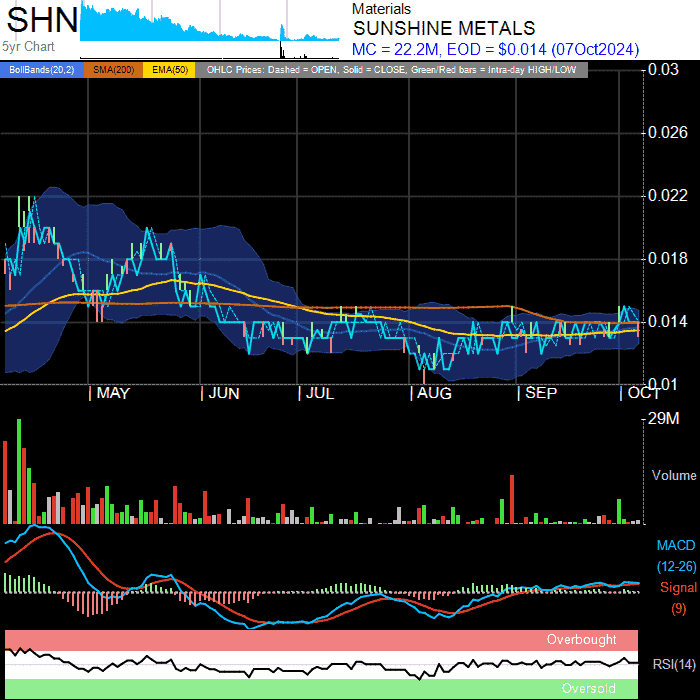 SHN
5yr Chart
Materials
SUNSHINE METALS
MC = 22.2M, EOD = $0.014 (07Oct2024)
BollBands(20,2) SMA(200) EMA(50) OHLC Prices: Dashed = OPEN, Solid = CLOSE, Green/Red bars = Intra-day HIGH/LOW
0.03
0.026
0.022
0.018
0.014
0.01
MAY JUN JUL AUG SEP OCT
29M
Volume
MACD
(12-26)
Signal
(9)
Overbought
RSI(14)
Oversold